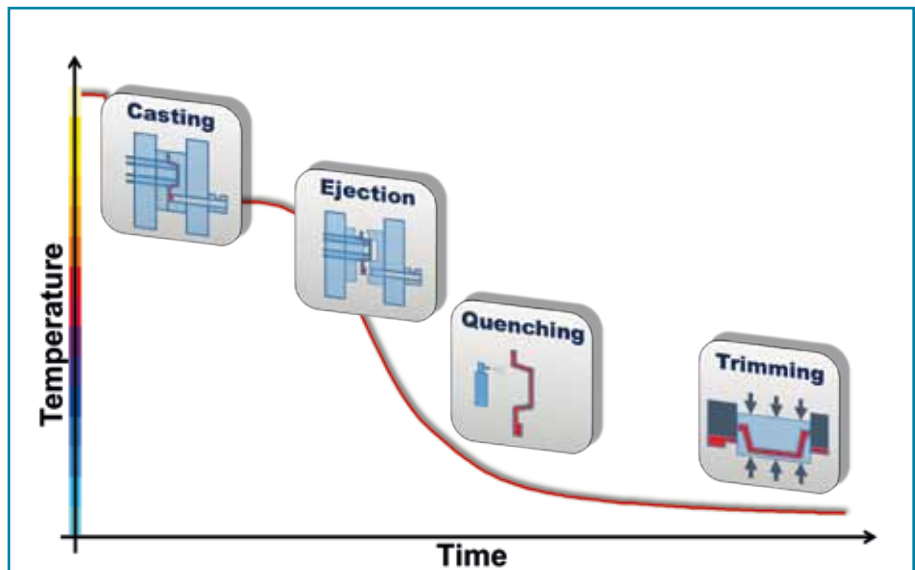 Casting
Ejection
Quenching
Trimming
Temperature
Time